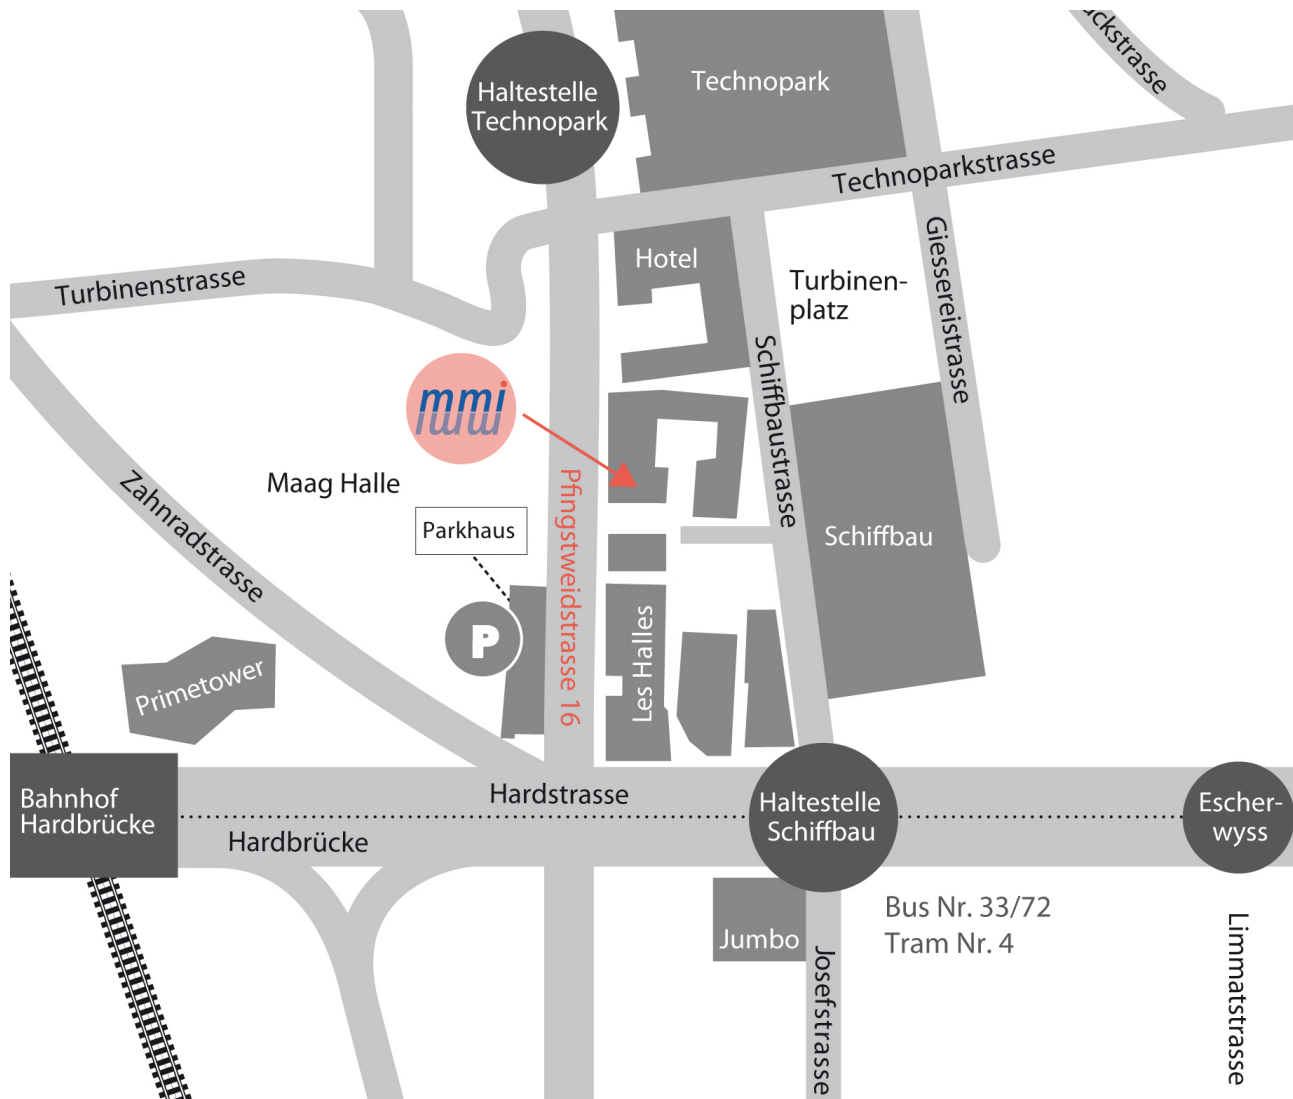 Haltestelle
Technopark
Technopark
Technoparkstrasse
Hotel
Giessereistrasse
Turbinen-
platz
Turbinenstrasse
Schiffbaustrasse
mmi
Maag Halle
Zahnradstrasse
Parkhaus
Pfingstweidstrasse 16
Schiffbau
P
Les Halles
Primetower
Bahnhof
Hardbrücke
Hardstrasse
Hardbrücke
Haltestelle
Schiffbau
Escher-
wyss
Bus Nr. 33/72
Tram Nr. 4
Jumbo
Josefstrasse
Limmatstrasse